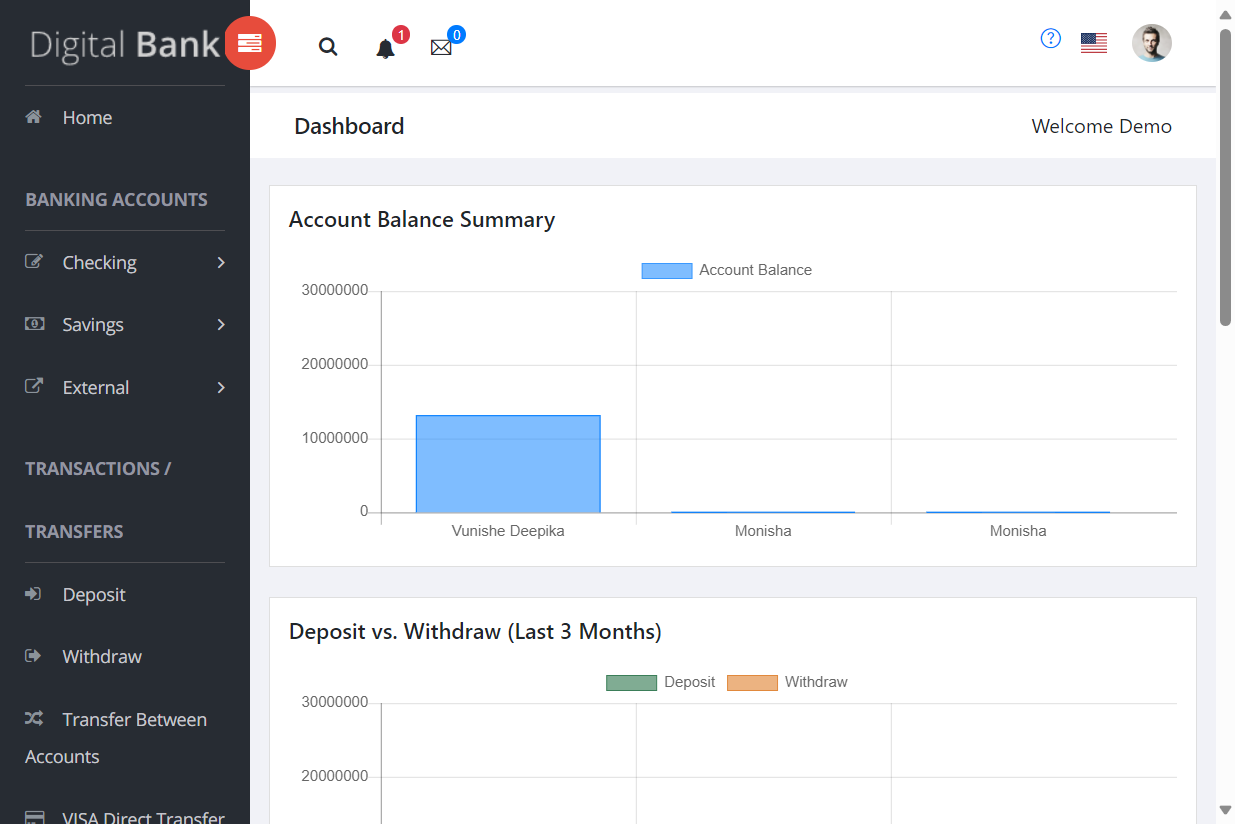 Digital Bank
1
0
Home
BANKING ACCOUNTS
Checking
Savings
External
TRANSACTIONS /
TRANSFERS
Deposit
Withdraw
Transfer Between
Accounts
VISA Direct Transfer
Dashboard
Welcome Demo
Account Balance Summary
Account Balance
30000000
20000000
10000000
0
Vunishe Deepika
Monisha
Monisha
Deposit vs. Withdraw (Last 3 Months)
Deposit
Withdraw
30000000
20000000